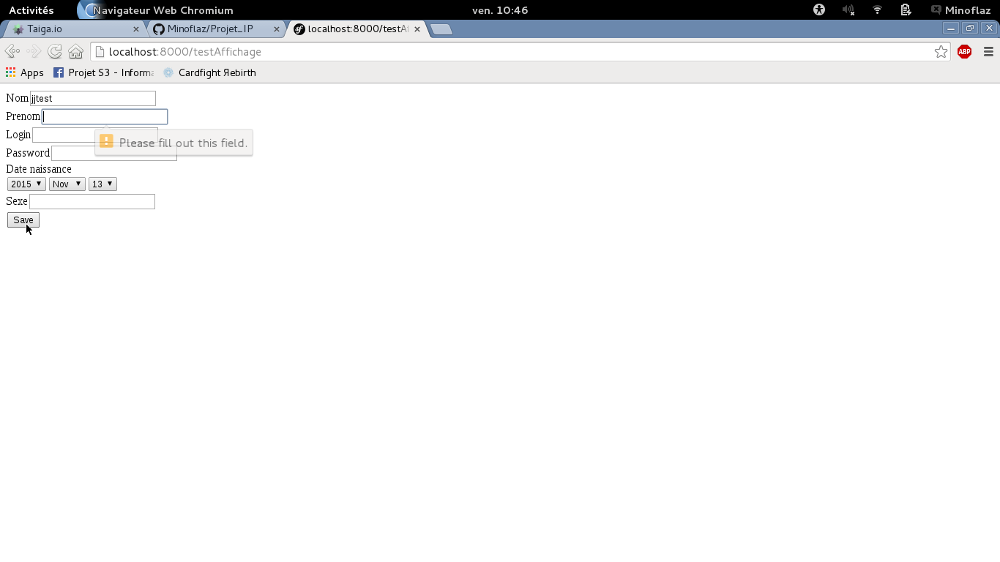 Activités Navigateur Web Chromium ven. 10:46 Minoflaz
Taiga.io Minoflaz/Projet_IP localhost:8000/testAf
localhost:8000/testAffichage ABP
Apps Projet S3 - Informa Cardfight Яebirth
Nom jjtest
Prenom
Login
Please fill out this field.
Password
Date naissance
2015 Nov 13
Sexe
Save